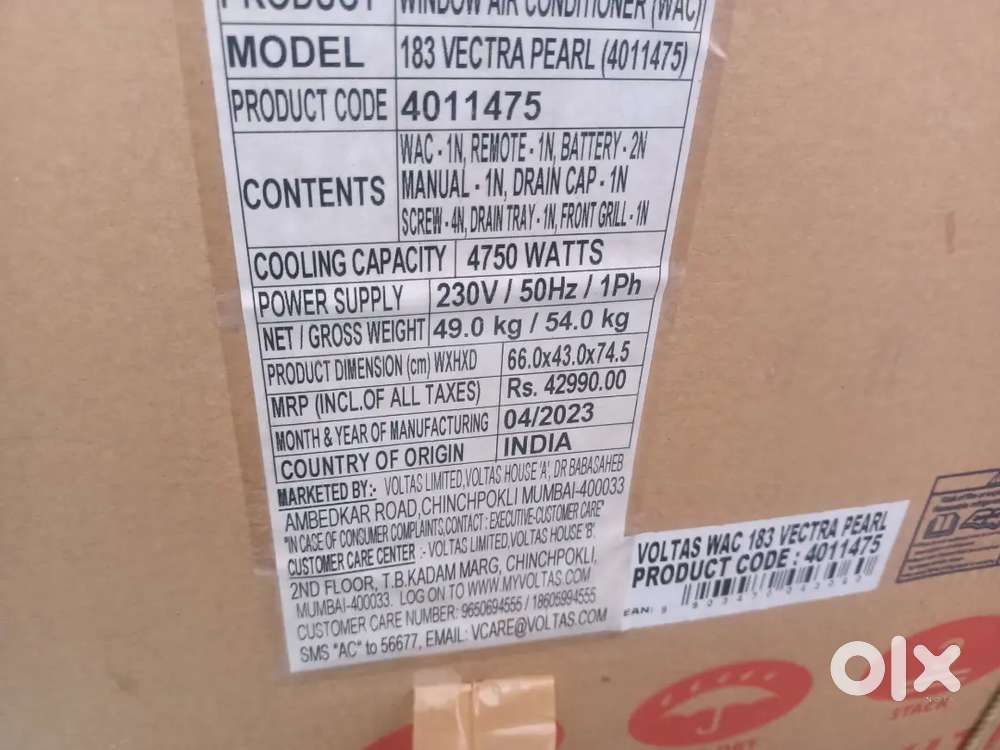 PRODUCT WINDOW AIR CONDITIONER (WAC)
MODEL 183 VECTRA PEARL (4011475)
PRODUCT CODE 4011475
CONTENTS WAC - 1N, REMOTE - 1N, BATTERY - 2N
MANUAL - 1N, DRAIN CAP - 1N
SCREW - 4N, DRAIN TRAY - 1N, FRONT GRILL - 1N
COOLING CAPACITY 4750 WATTS
POWER SUPPLY 230V / 50Hz / 1Ph
NET / GROSS WEIGHT 49.0 kg / 54.0 kg
PRODUCT DIMENSION (cm) WXHXD 66.0x43.0x74.5
MRP (INCL.OF ALL TAXES) Rs. 42990.00
MONTH & YEAR OF MANUFACTURING 04/2023
COUNTRY OF ORIGIN INDIA
MARKETED BY:- VOLTAS LIMITED,VOLTAS HOUSE 'A', DR BABASAHEB
AMBEDKAR ROAD,CHINCHPOKLI MUMBAI-400033
"IN CASE OF CONSUMER COMPLAINTS,CONTACT : EXECUTIVE-CUSTOMER CARE"
CUSTOMER CARE CENTER :- VOLTAS LIMITED,VOLTAS HOUSE 'B',
2ND FLOOR, T.B.KADAM MARG, CHINCHPOKLI,
MUMBAI-400033. LOG ON TO WWW.MYVOLTAS.COM
CUSTOMER CARE NUMBER: 9650694555 / 18605994555
SMS "AC" to 56677, EMAIL: VCARE@VOLTAS.COM
VOLTAS WAC 183 VECTRA PEARL
PRODUCT CODE : 4011475
EAN:
STACK
olx